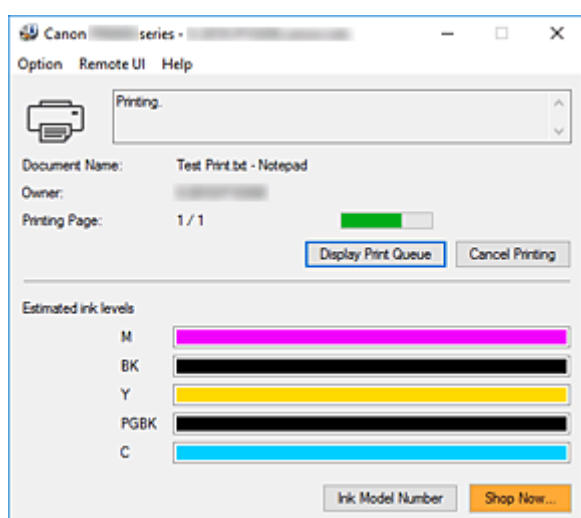 Canon series -
Option Remote UI Help
Printing.
Document Name: Test Print.txt - Notepad
Owner:
Printing Page: 1 / 1
Display Print Queue Cancel Printing
Estimated ink levels
M
BK
Y
PGBK
C
Ink Model Number Shop Now...